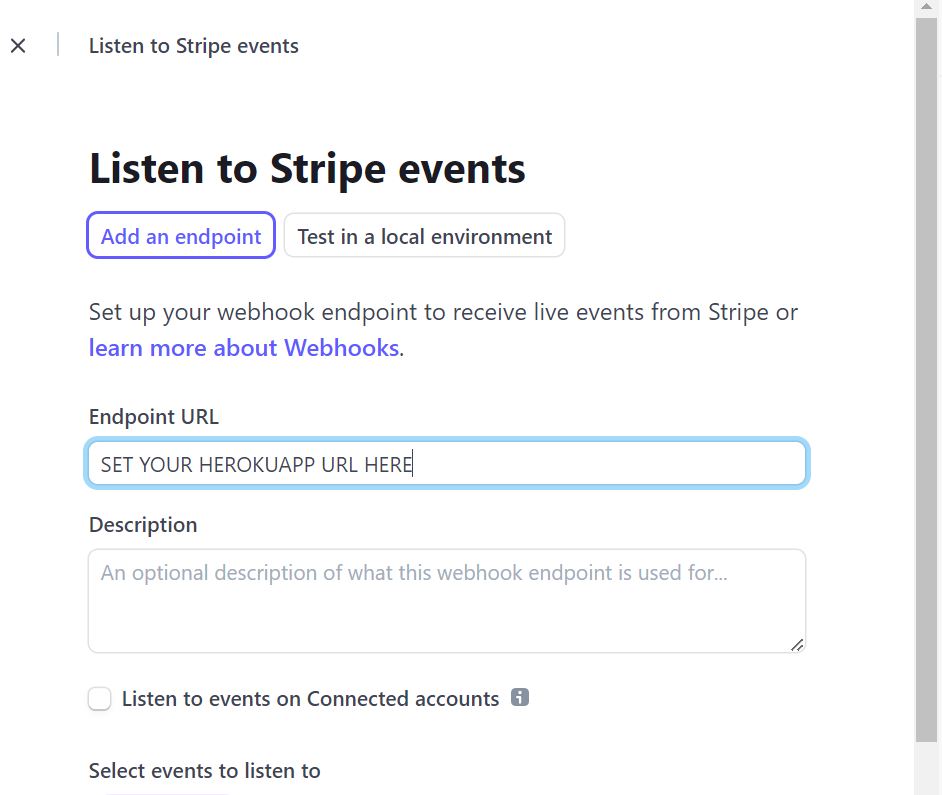 Listen to Stripe events
Listen to Stripe events
Add an endpoint
Test in a local environment
Set up your webhook endpoint to receive live events from Stripe or
learn more about Webhooks.
Endpoint URL
SET YOUR HEROKUAPP URL HERE
Description
An optional description of what this webhook endpoint is used for...
Listen to events on Connected accounts
Select events to listen to